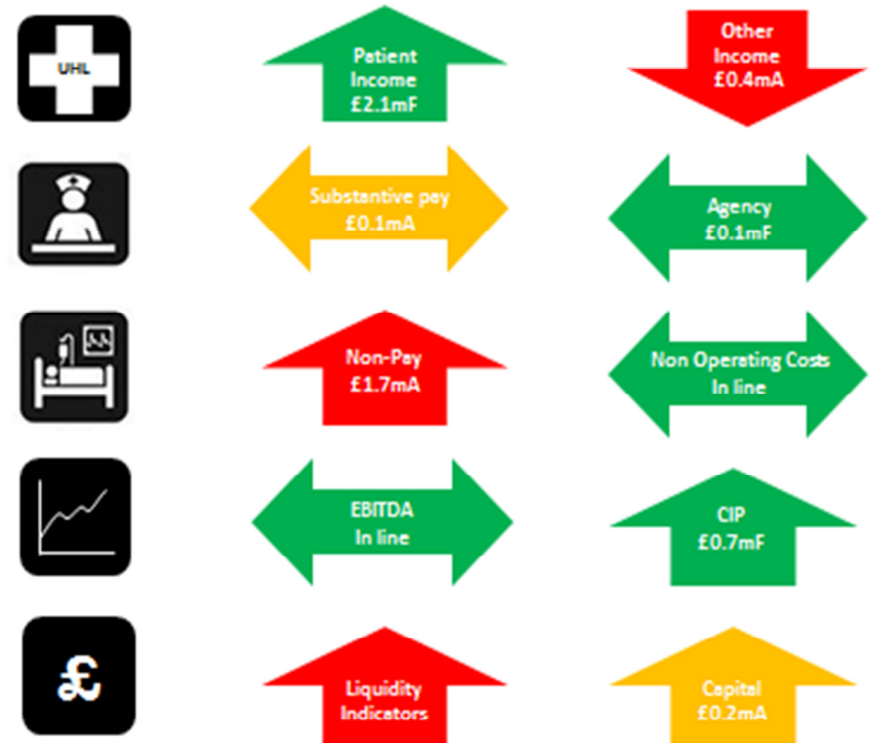 UHL
Patient
Income
£2.1mF
Other
Income
£0.4mA
Substantive pay
£0.1mA
Agency
£0.1mF
Non-Pay
£1.7mA
Non Operating Costs
In line
EBITDA
In line
CIP
£0.7mF
£
Liquidity
Indicators
Capital
£0.2mA